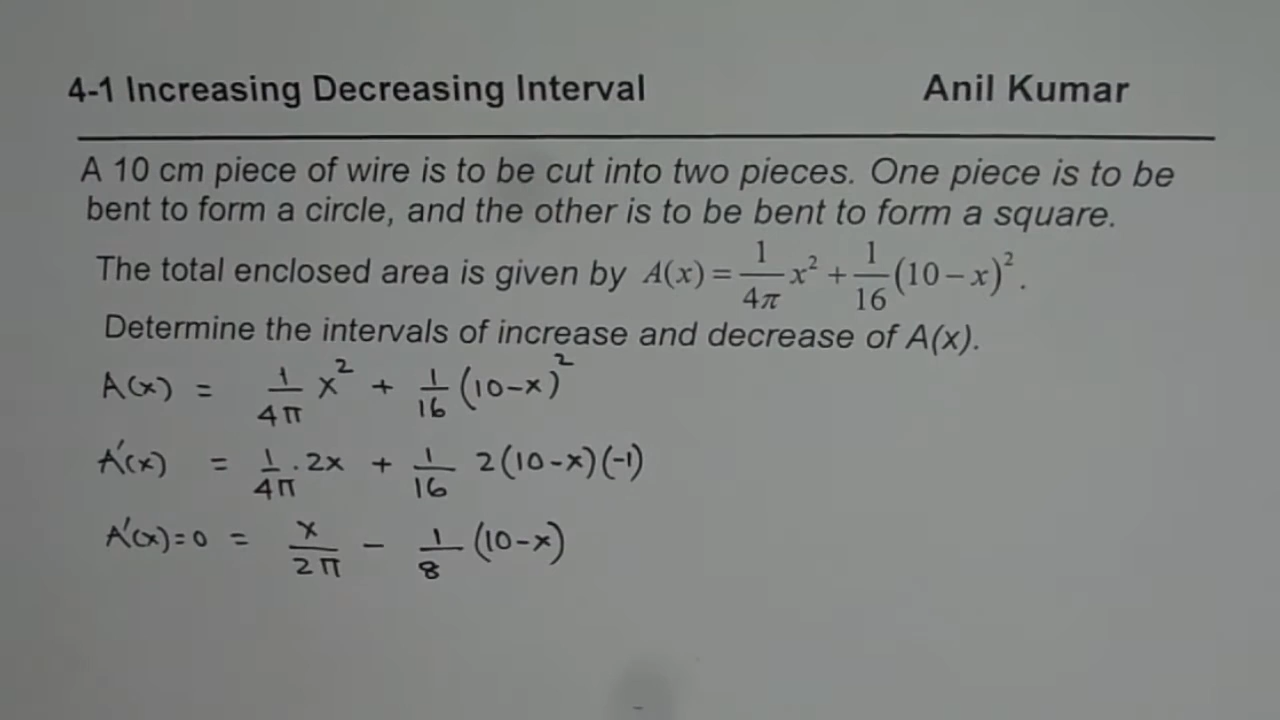 4-1 Increasing Decreasing Interval Anil Kumar
A 10 cm piece of wire is to be cut into two pieces. One piece is to be
bent to form a circle, and the other is to be bent to form a square.
The total enclosed area is given by A(x) = 1/(4π) x² + 1/16 (10 − x)².
Determine the intervals of increase and decrease of A(x).
A(x) = 1/(4π) x² + 1/16 (10-x)²
A'(x) = 1/(4π) . 2x + 1/16 2(10-x)(-1)
A'(x)=0 = x/(2π) - 1/8 (10-x)